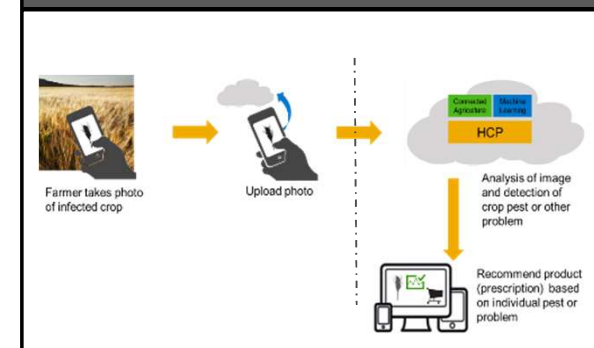 Farmer takes photo
of infected crop
Upload photo
Connected
Agriculture
Machine
Learning
HCP
Analysis of image
and detection of
crop pest or other
problem
Recommend product
(prescription) based
on individual pest or
problem